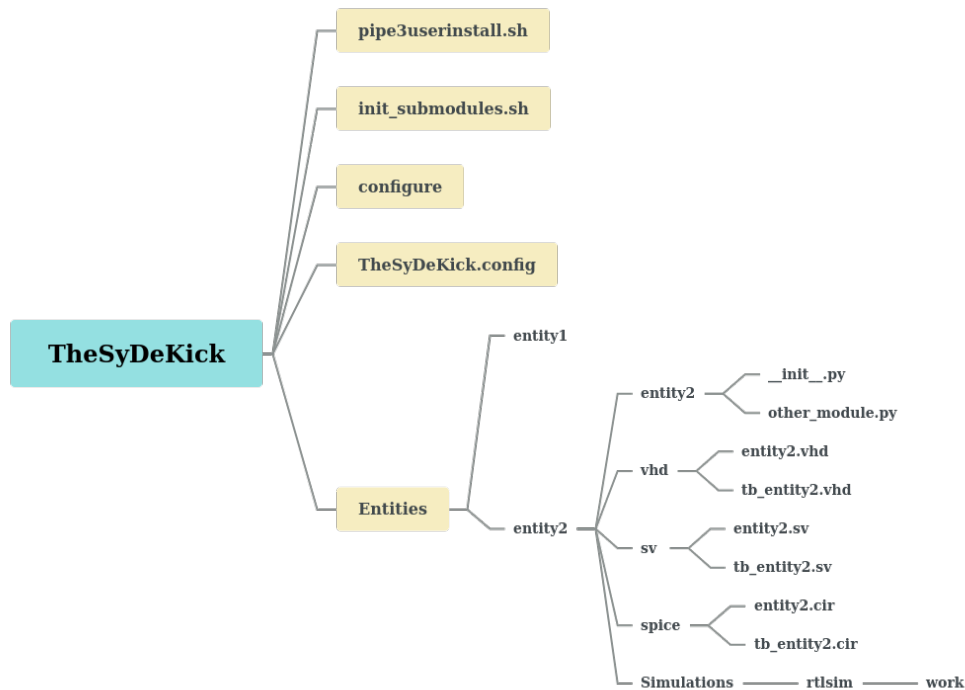 pipe3userinstall.sh
init_submodules.sh
configure
TheSyDeKick.config
TheSyDeKick
entity1
__init__.py
entity2
other_module.py
entity2.vhd
vhd
tb_entity2.vhd
Entities
entity2
entity2.sv
sv
tb_entity2.sv
entity2.cir
spice
tb_entity2.cir
Simulations rtlsim work